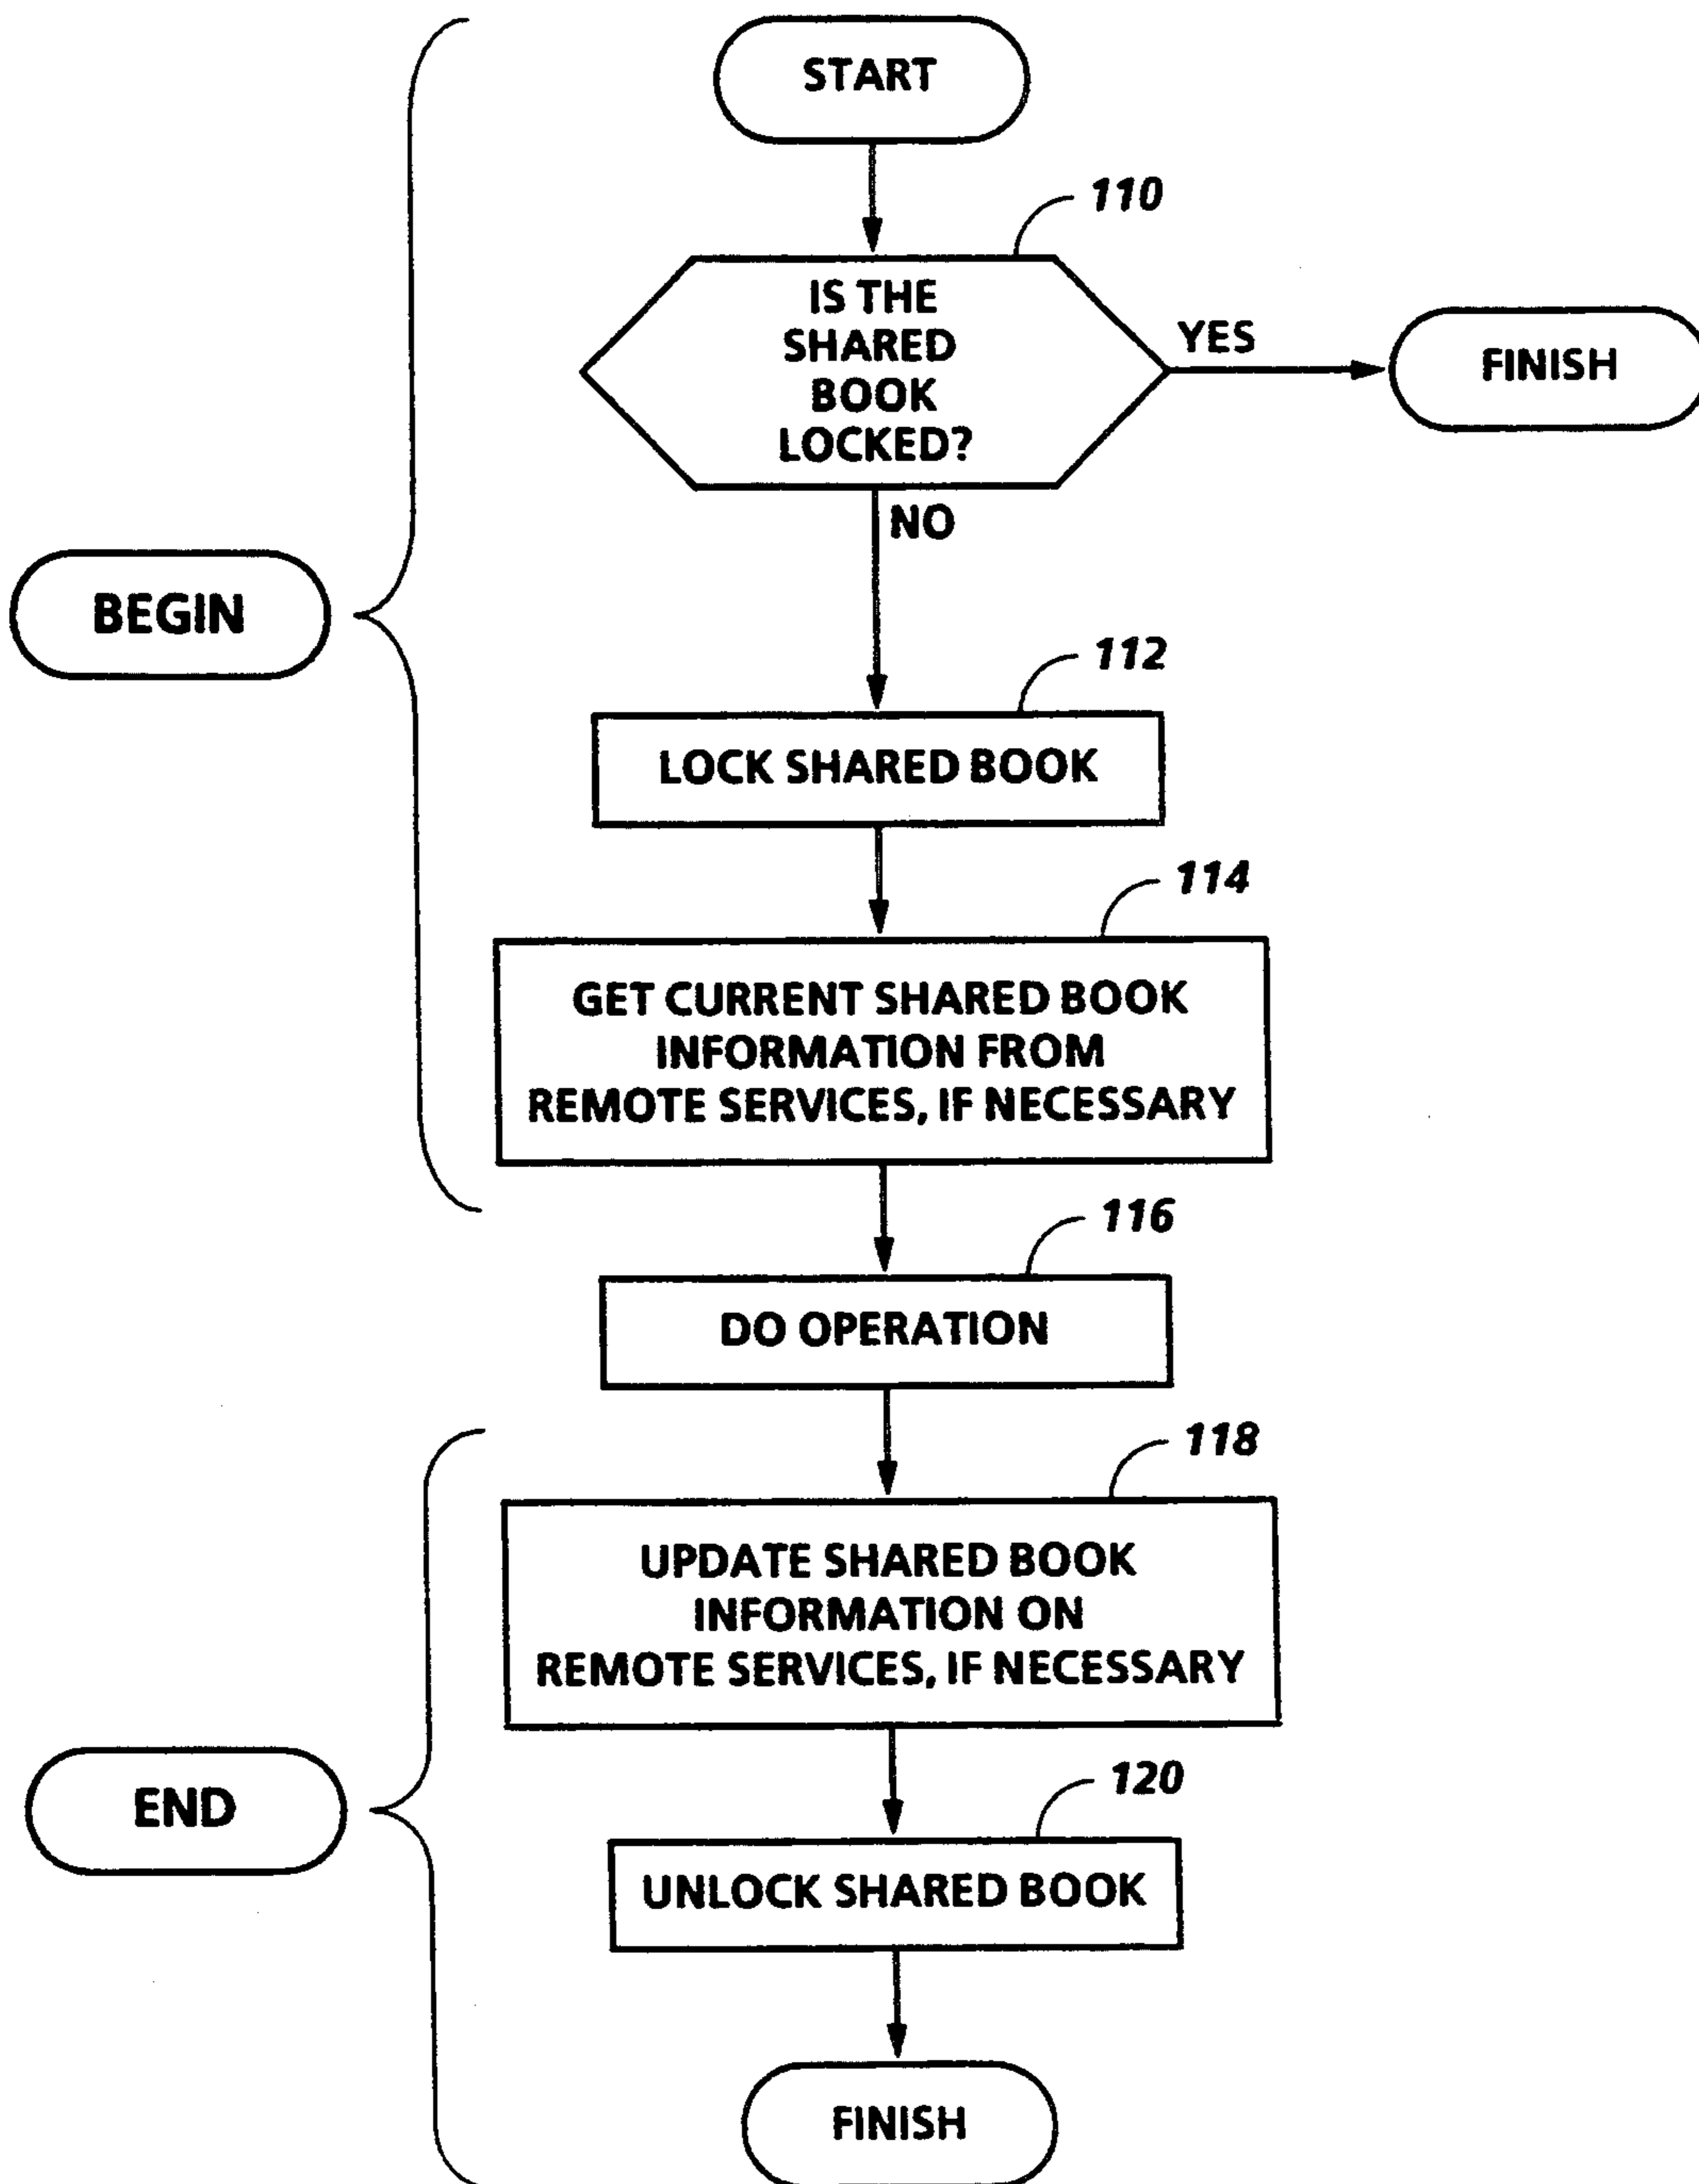 START
110
IS THE
SHARED
BOOK
LOCKED?
YES
FINISH
NO
BEGIN
112
LOCK SHARED BOOK
114
GET CURRENT SHARED BOOK
INFORMATION FROM
REMOTE SERVICES, IF NECESSARY
116
DO OPERATION
118
UPDATE SHARED BOOK
INFORMATION ON
REMOTE SERVICES, IF NECESSARY
END
120
UNLOCK SHARED BOOK
FINISH